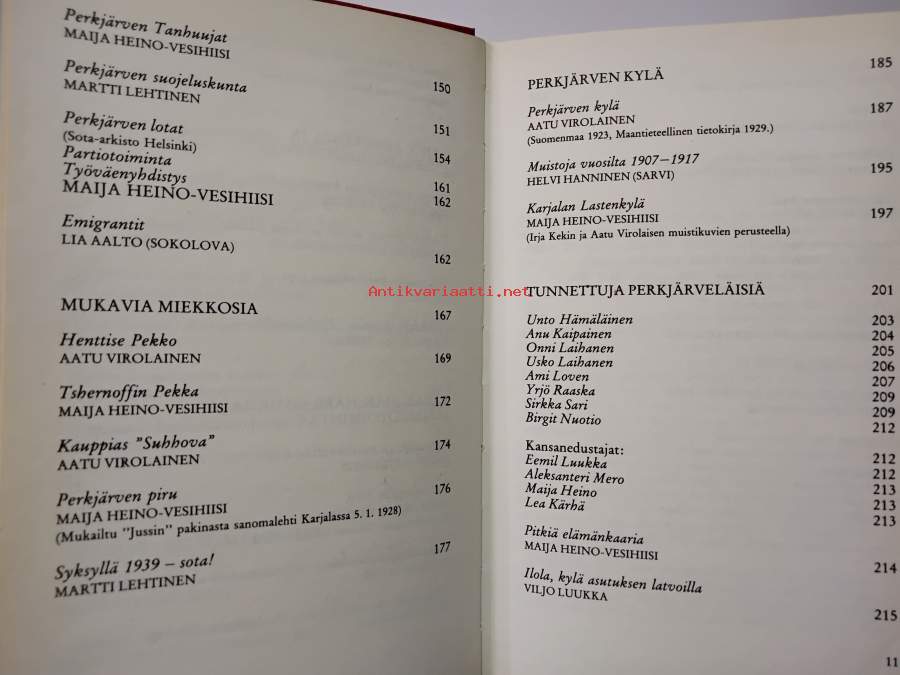 Perkjärven Tanhuujat
MAIJA HEINO-VESIHIISI
150
Perkjärven suojeluskunta
MARTTI LEHTINEN
151
Perkjärven lotat
(Sota-arkisto Helsinki)
154
Partiotoiminta
Työväenyhdistys 161
MAIJA HEINO-VESIHIISI 162
Emigrantit
LIA AALTO (SOKOLOVA)
162
MUKAVIA MIEKKOSIA 167
Henttise Pekko
AATU VIROLAINEN 169
Tshernoffin Pekka
MAIJA HEINO-VESIHIISI 172
Kauppias "Suhhova"
AATU VIROLAINEN 174
Perkjärven piru 176
MAIJA HEINO-VESIHIISI
(Mukailtu "Jussin" pakinasta sanomalehti Karjalassa 5. 1. 1928)
Syksyllä 1939 – sota! 177
MARTTI LEHTINEN
PERKJÄRVEN KYLÄ 185
Perkjärven kylä 187
AATU VIROLAINEN
(Suomenmaa 1923, Maantieteellinen tietokirja 1929.)
Muistoja vuosilta 1907–1917 195
HELVI HANNINEN (SARVI)
Karjalan Lastenkylä 197
MAIJA HEINO-VESIHIISI
(Irja Kekin ja Aatu Virolaisen muistikuvien perusteella)
TUNNETTUJA PERKJÄRVELÄISIÄ 201
Unto Hämäläinen 203
Anu Kaipainen 204
Onni Laihanen 205
Usko Laihanen 206
Ami Loven 207
Yrjö Raaska 209
Sirkka Sari 209
Birgit Nuotio 212
Kansanedustajat:
Eemil Luukka 212
Aleksanteri Mero 212
Maija Heino 213
Lea Kärhä 213
213
Pitkiä elämänkaaria
MAIJA HEINO-VESIHIISI
214
Ilola, kylä asutuksen latvoilla
VILJO LUUKKA
215
11
Antikvariaatti.net